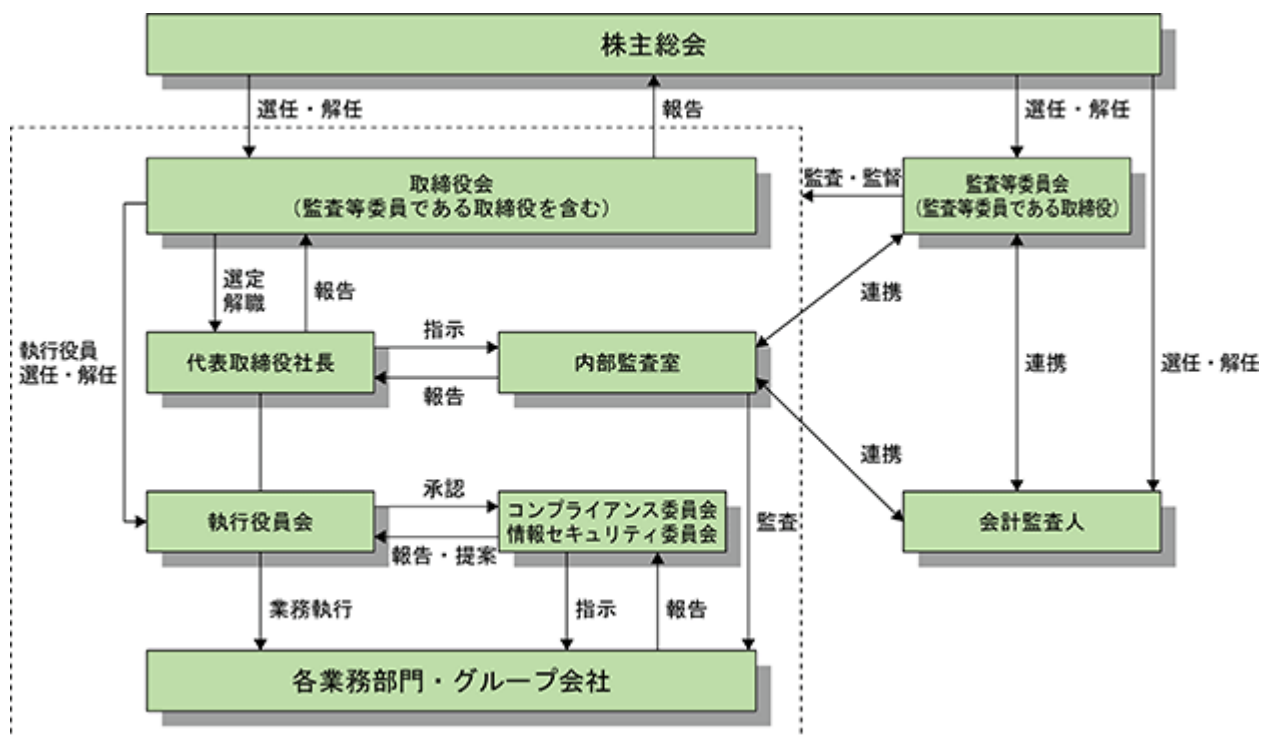 株主総会
選任・解任
報告
選任・解任
取締役会
（監査等委員である取締役を含む）
監査・監督
監査等委員会
（監査等委員である取締役）
選定
解職
報告
連携
執行役員
選任・解任
代表取締役社長
指示
報告
内部監査室
連携
選任・解任
連携
執行役員会
承認
報告・提案
コンプライアンス委員会
情報セキュリティ委員会
監査
会計監査人
業務執行
指示
報告
各業務部門・グループ会社